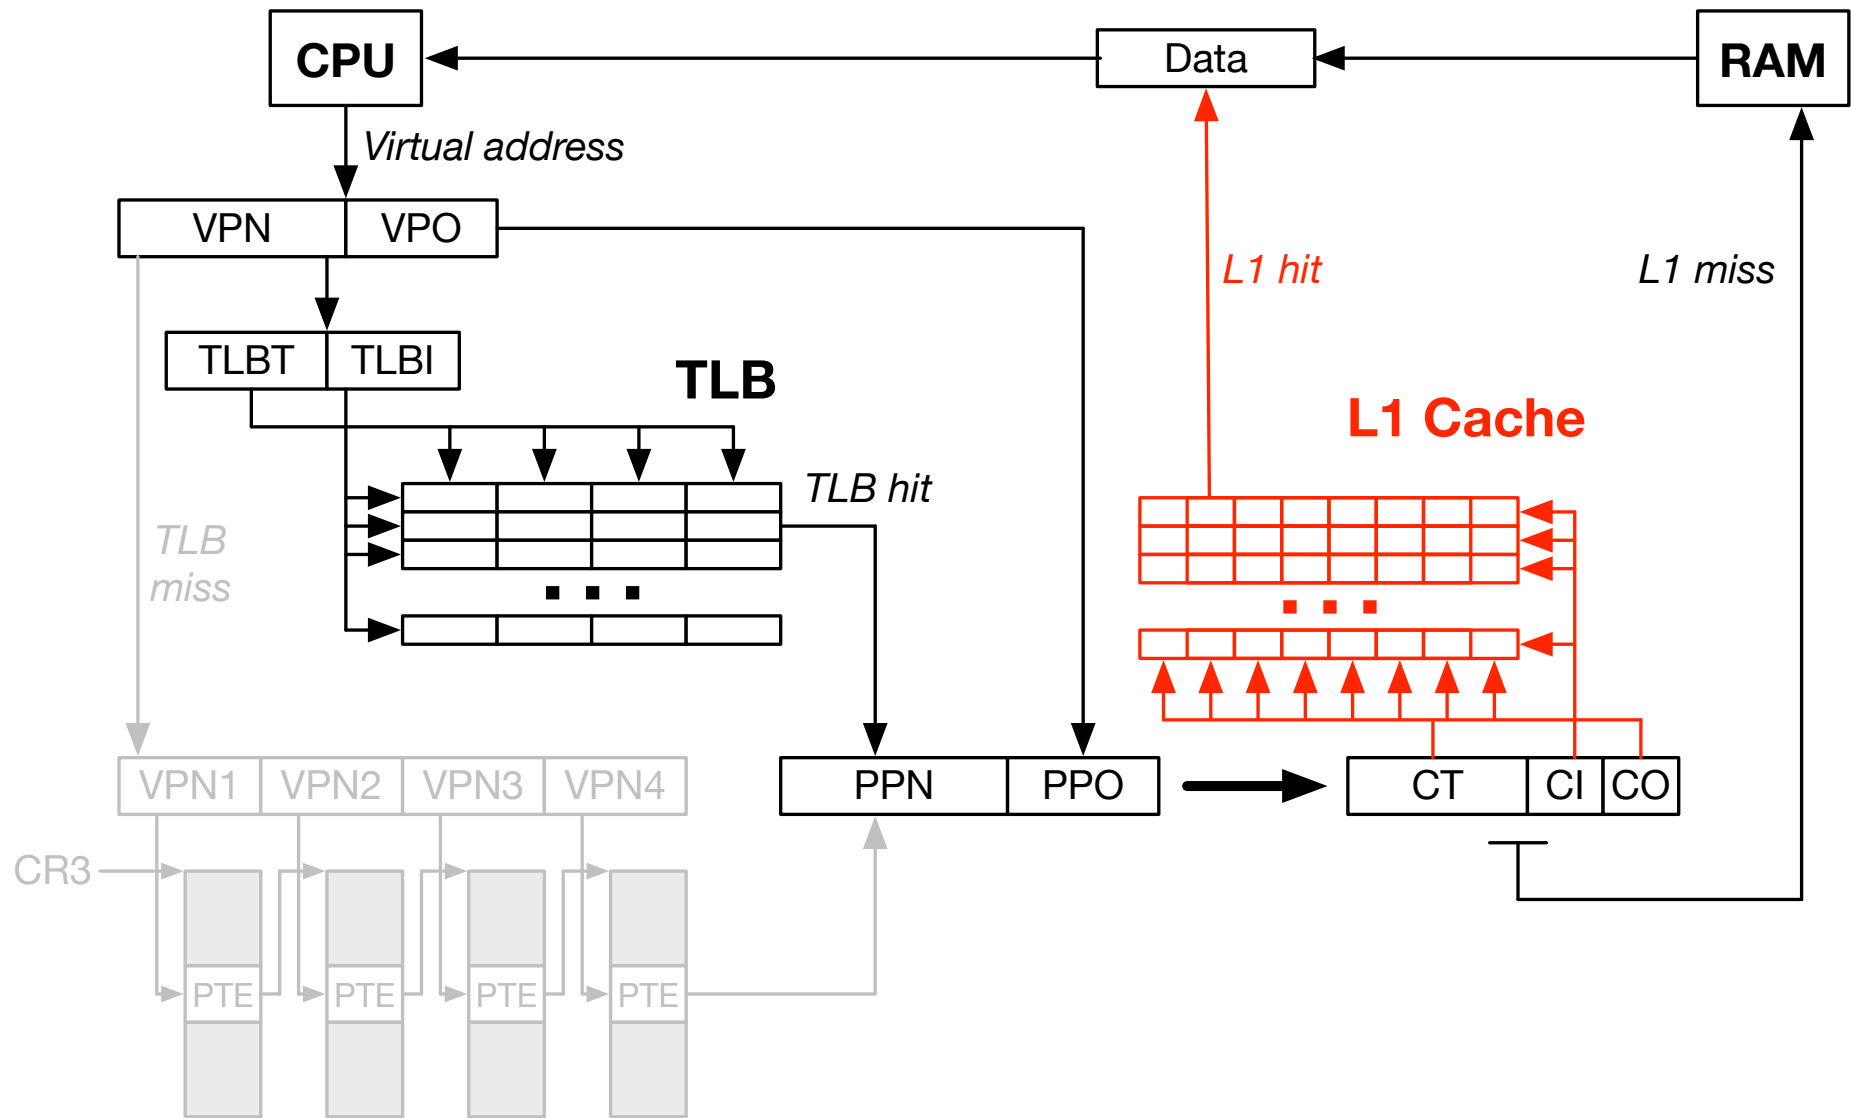 CPU
Data
RAM
Virtual address
VPN VPO
L1 hit
L1 miss
TLBT TLBI
TLB
L1 Cache
TLB hit
TLB
miss
VPN1 VPN2 VPN3 VPN4
PPN PPO
CT CI CO
CR3
PTE PTE PTE PTE